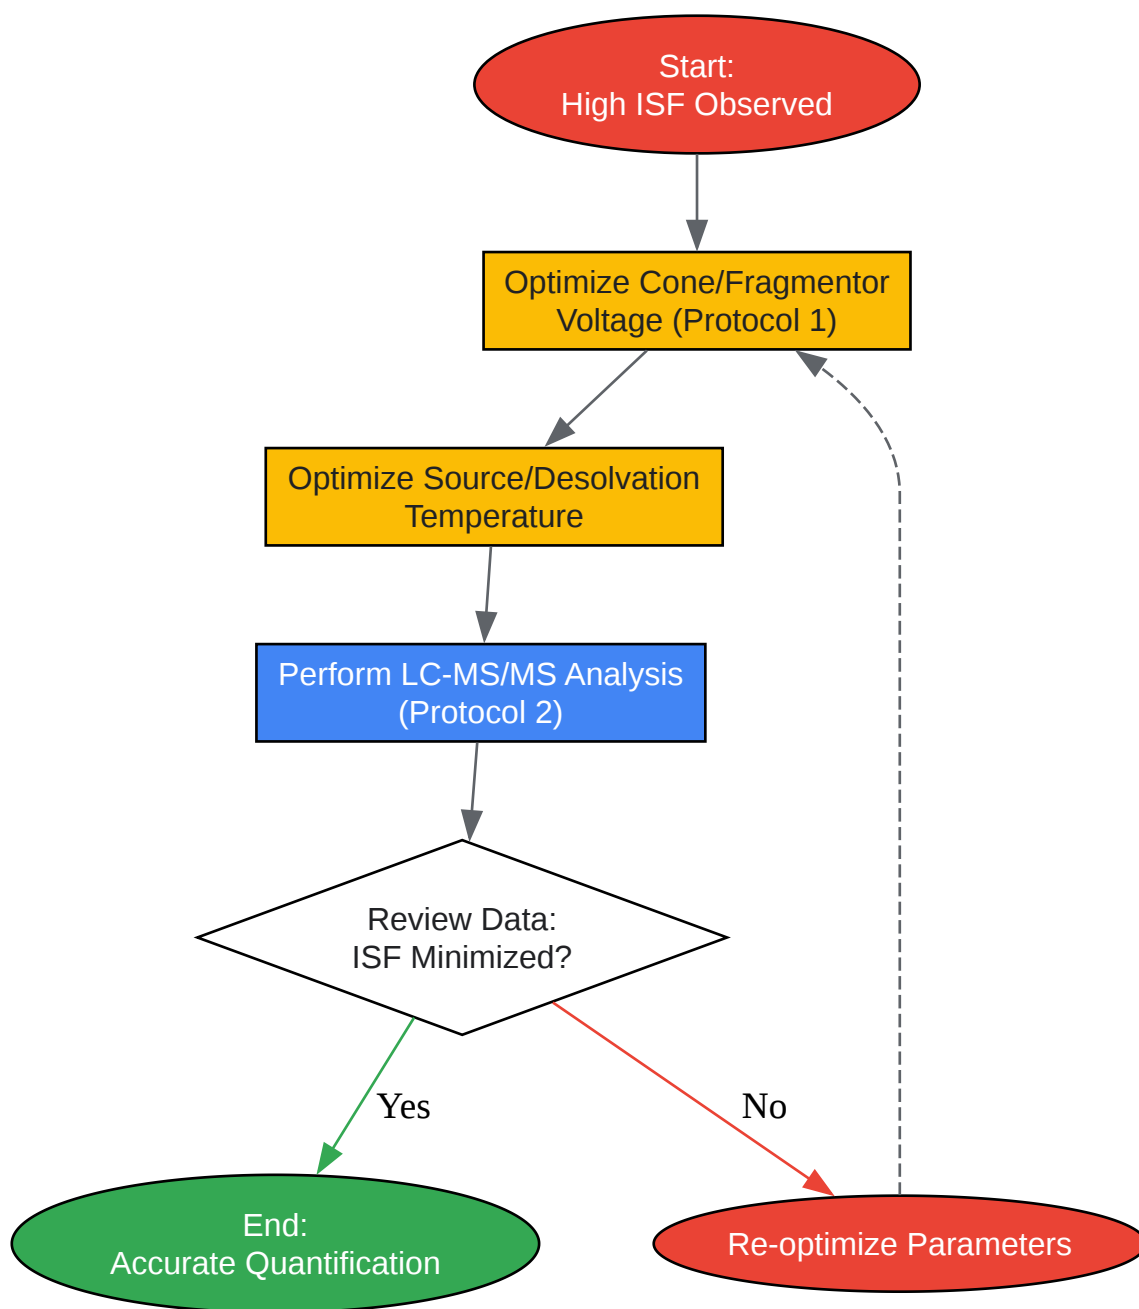 Start:
High ISF Observed
Optimize Cone/Fragmentor
Voltage (Protocol 1)
Optimize Source/Desolvation
Temperature
Perform LC-MS/MS Analysis
(Protocol 2)
Review Data:
ISF Minimized?
Yes
No
End:
Accurate Quantification
Re-optimize Parameters